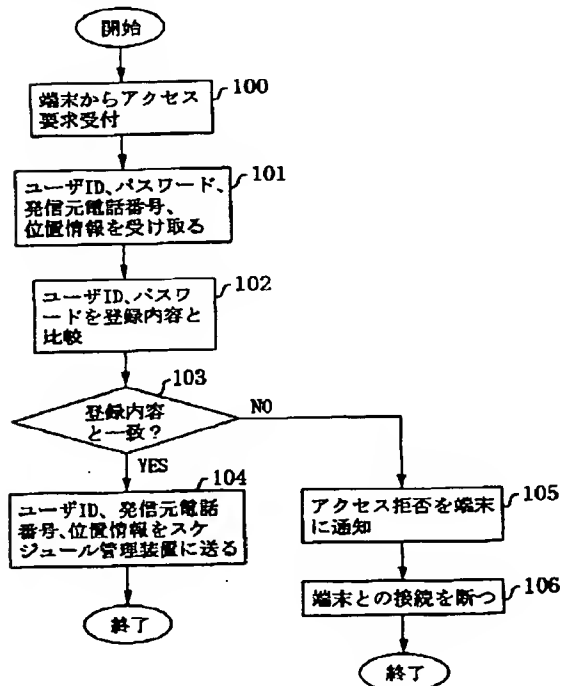 開始
100
端末からアクセス
要求受付
101
ユーザID、パスワード、
発信元電話番号、
位置情報を受け取る
102
ユーザID、パスワ
ードを登録内容と
比較
103
登録内容
と一致?
NO
YES
104
ユーザID、発信元電話
番号、位置情報をスケ
ジュール管理装置に送る
終了
105
アクセス拒否を端末
に通知
106
端末との接続を断つ
終了